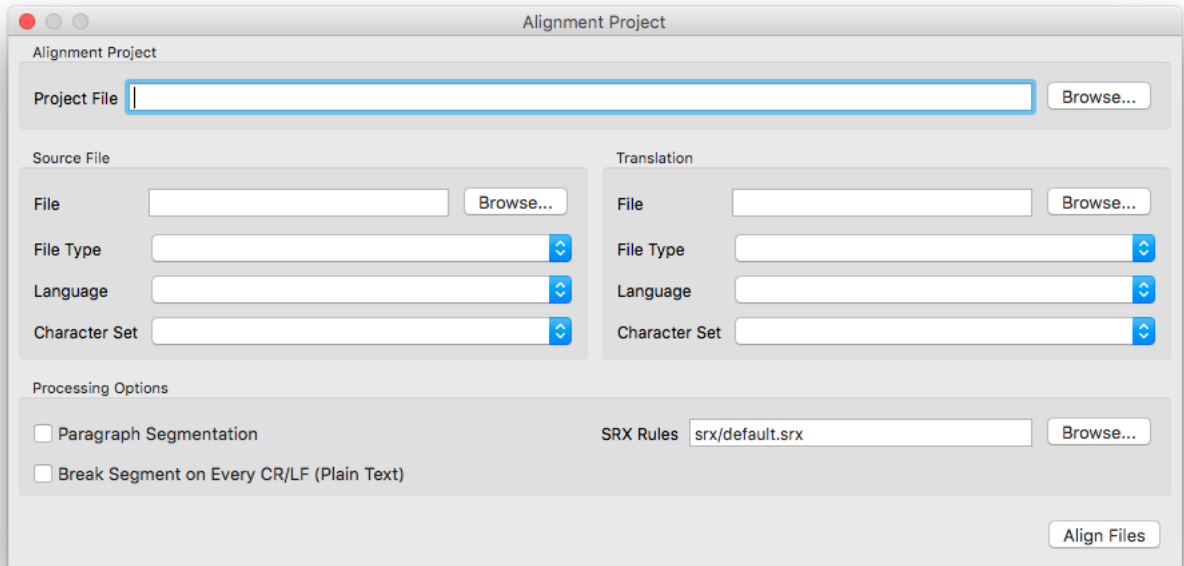 Alignment Project
Alignment Project
Project File Browse...
Source File
File Browse...
File Type
Language
Character Set
Translation
File Browse...
File Type
Language
Character Set
Processing Options
Paragraph Segmentation
Break Segment on Every CR/LF (Plain Text)
SRX Rules srx/default.srx Browse...
Align Files